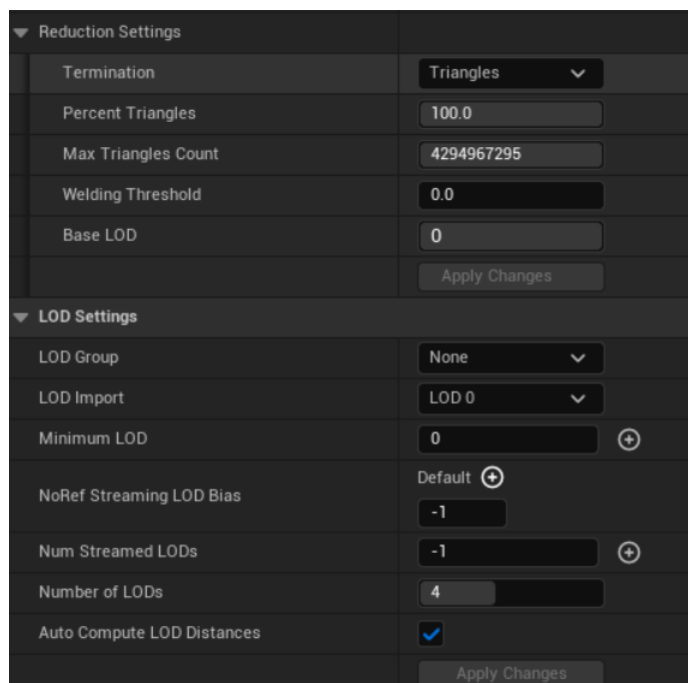 Reduction Settings
Termination Triangles
Percent Triangles 100.0
Max Triangles Count 4294967295
Welding Threshold 0.0
Base LOD 0
Apply Changes
LOD Settings
LOD Group None
LOD Import LOD 0
Minimum LOD 0
NoRef Streaming LOD Bias Default
-1
Num Streamed LODs -1
Number of LODs 4
Auto Compute LOD Distances
Apply Changes